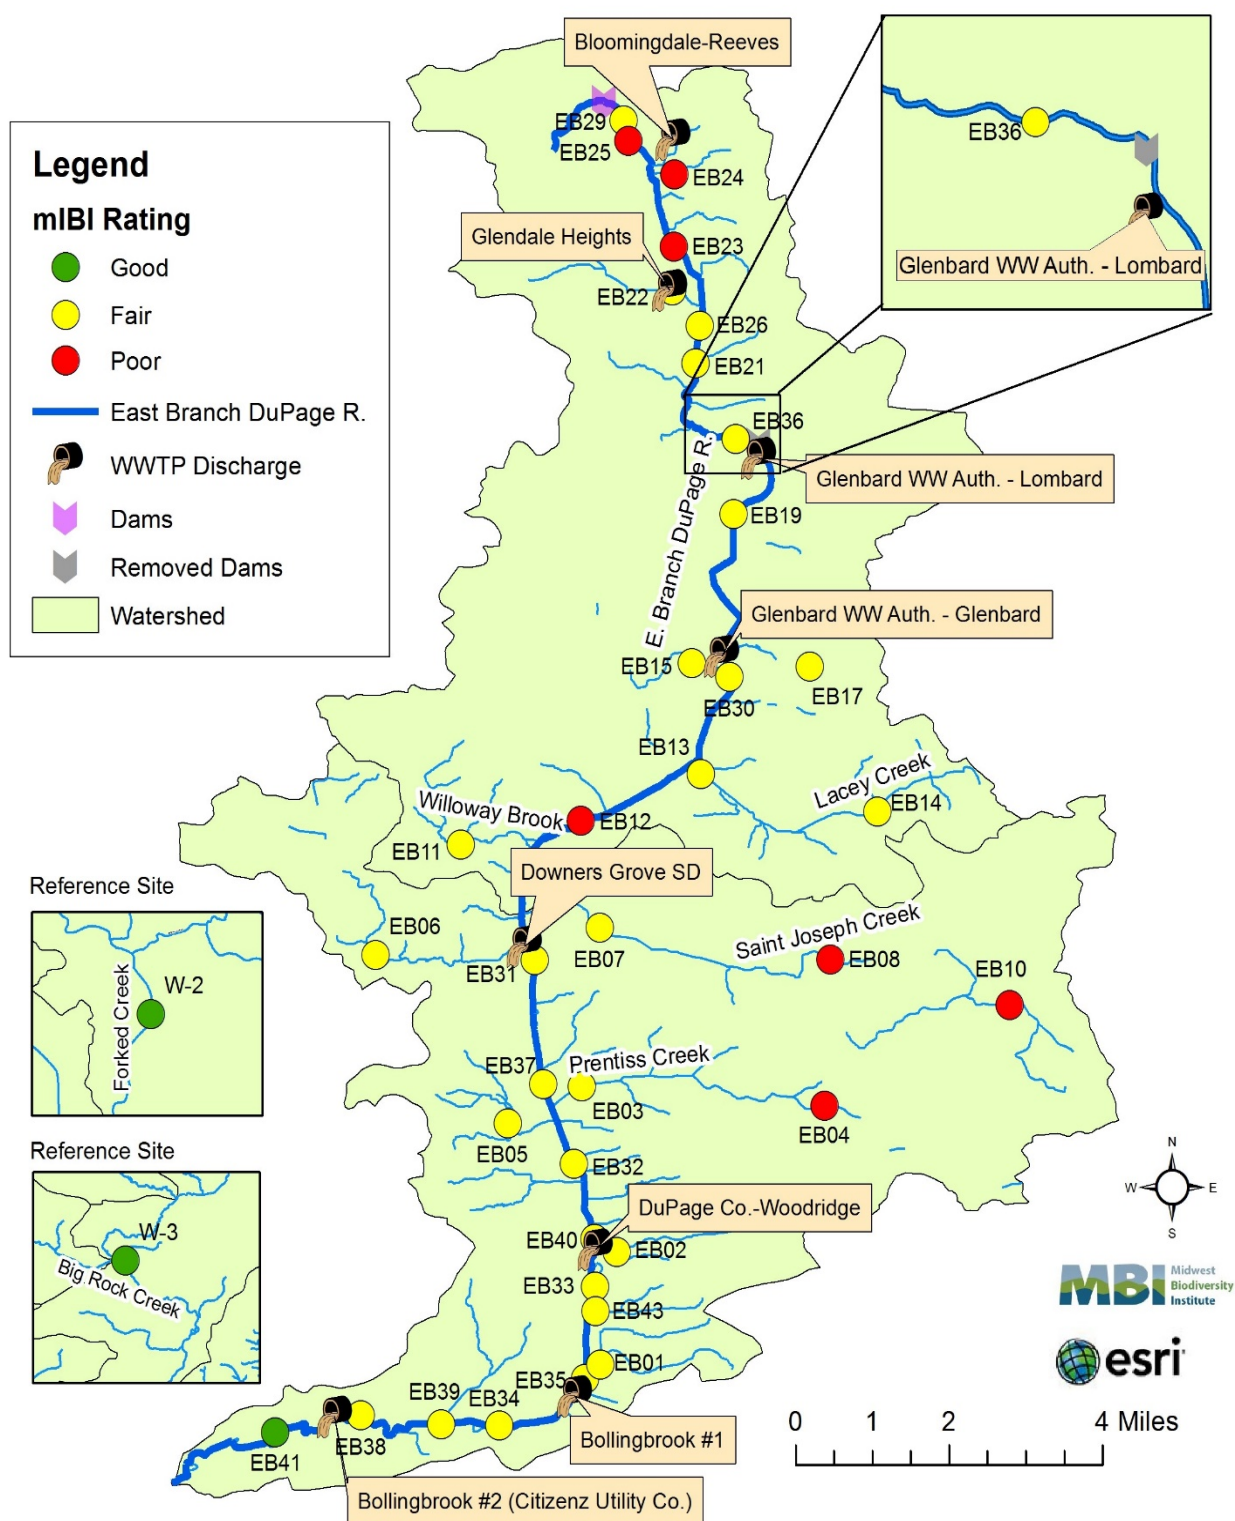 Bloomingdale-Reeves
EB29
EB25
EB24
EB36
Glenbard WW Auth. - Lombard
Legend
mIBI Rating
Good
Fair
Poor
East Branch DuPage R.
WWTP Discharge
Dams
Removed Dams
Watershed
Glendale Heights
EB23
EB22
EB26
EB21
EB36
E. Branch DuPage R.
Glenbard WW Auth. - Lombard
EB19
Glenbard WW Auth. - Glenbard
EB15
EB17
EB30
EB13
Lacey Creek
EB14
Willoway Brook
EB12
EB11
Downers Grove SD
Reference Site
W-2
Forked Creek
EB06
EB31
EB07
Saint Joseph Creek
EB08
EB10
EB37
Prentiss Creek
EB03
EB04
EB05
EB32
Reference Site
W-3
Big Rock Creek
DuPage Co.-Woodridge
EB40
EB02
EB33
EB43
EB01
EB35
EB39
EB34
EB38
EB41
Bollingbrook #1
Bollingbrook #2 (Citizenz Utility Co.)
N
W
E
S
MBI
Midwest
Biodiversity
Institute
esri
0 1 2 4 Miles